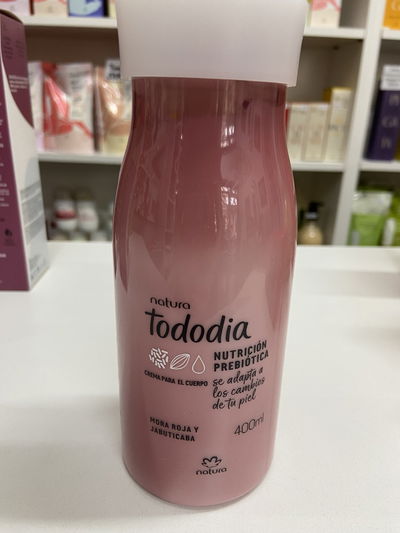 natura
tododia
NUTRICIÓN
PREBIÓTICA
CREMA PARA EL CUERPO
se adapta a
los cambios
de tu piel
MORA ROJA Y
JABUTICABA
400ml
natura